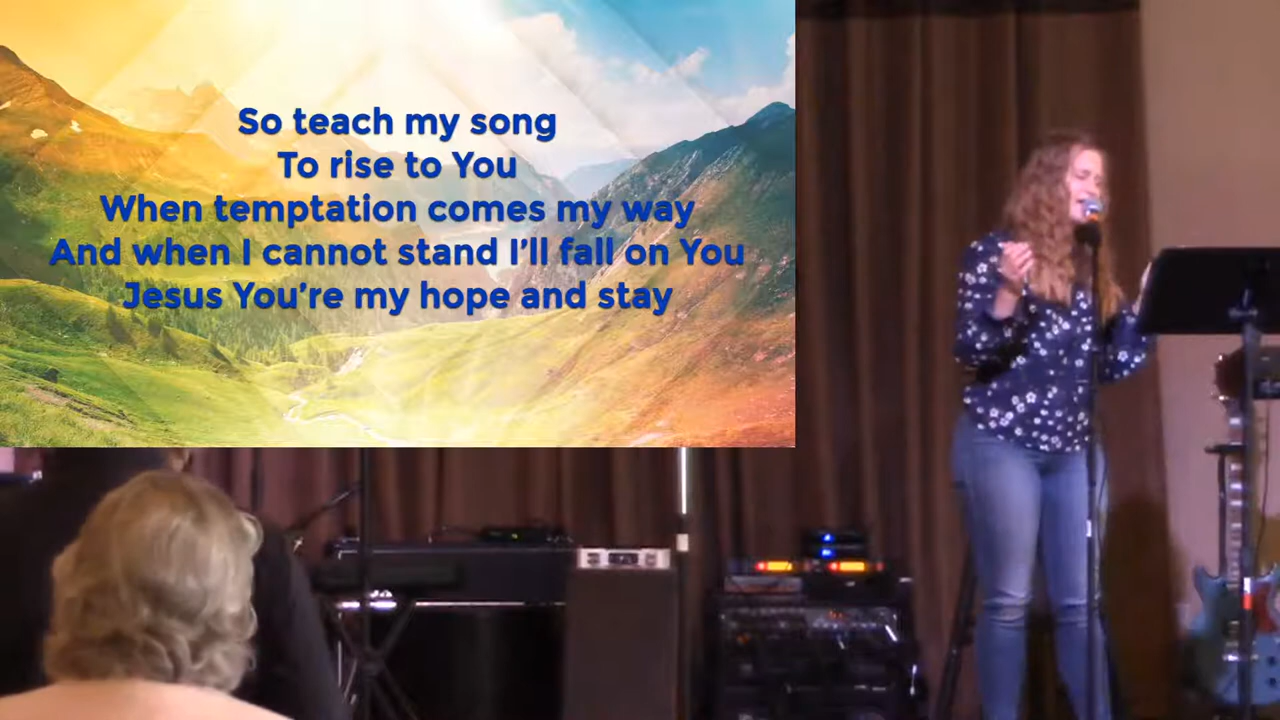 So teach my song
To rise to You
When temptation comes my way
And when I cannot stand I'll fall on You
Jesus You're my hope and stay